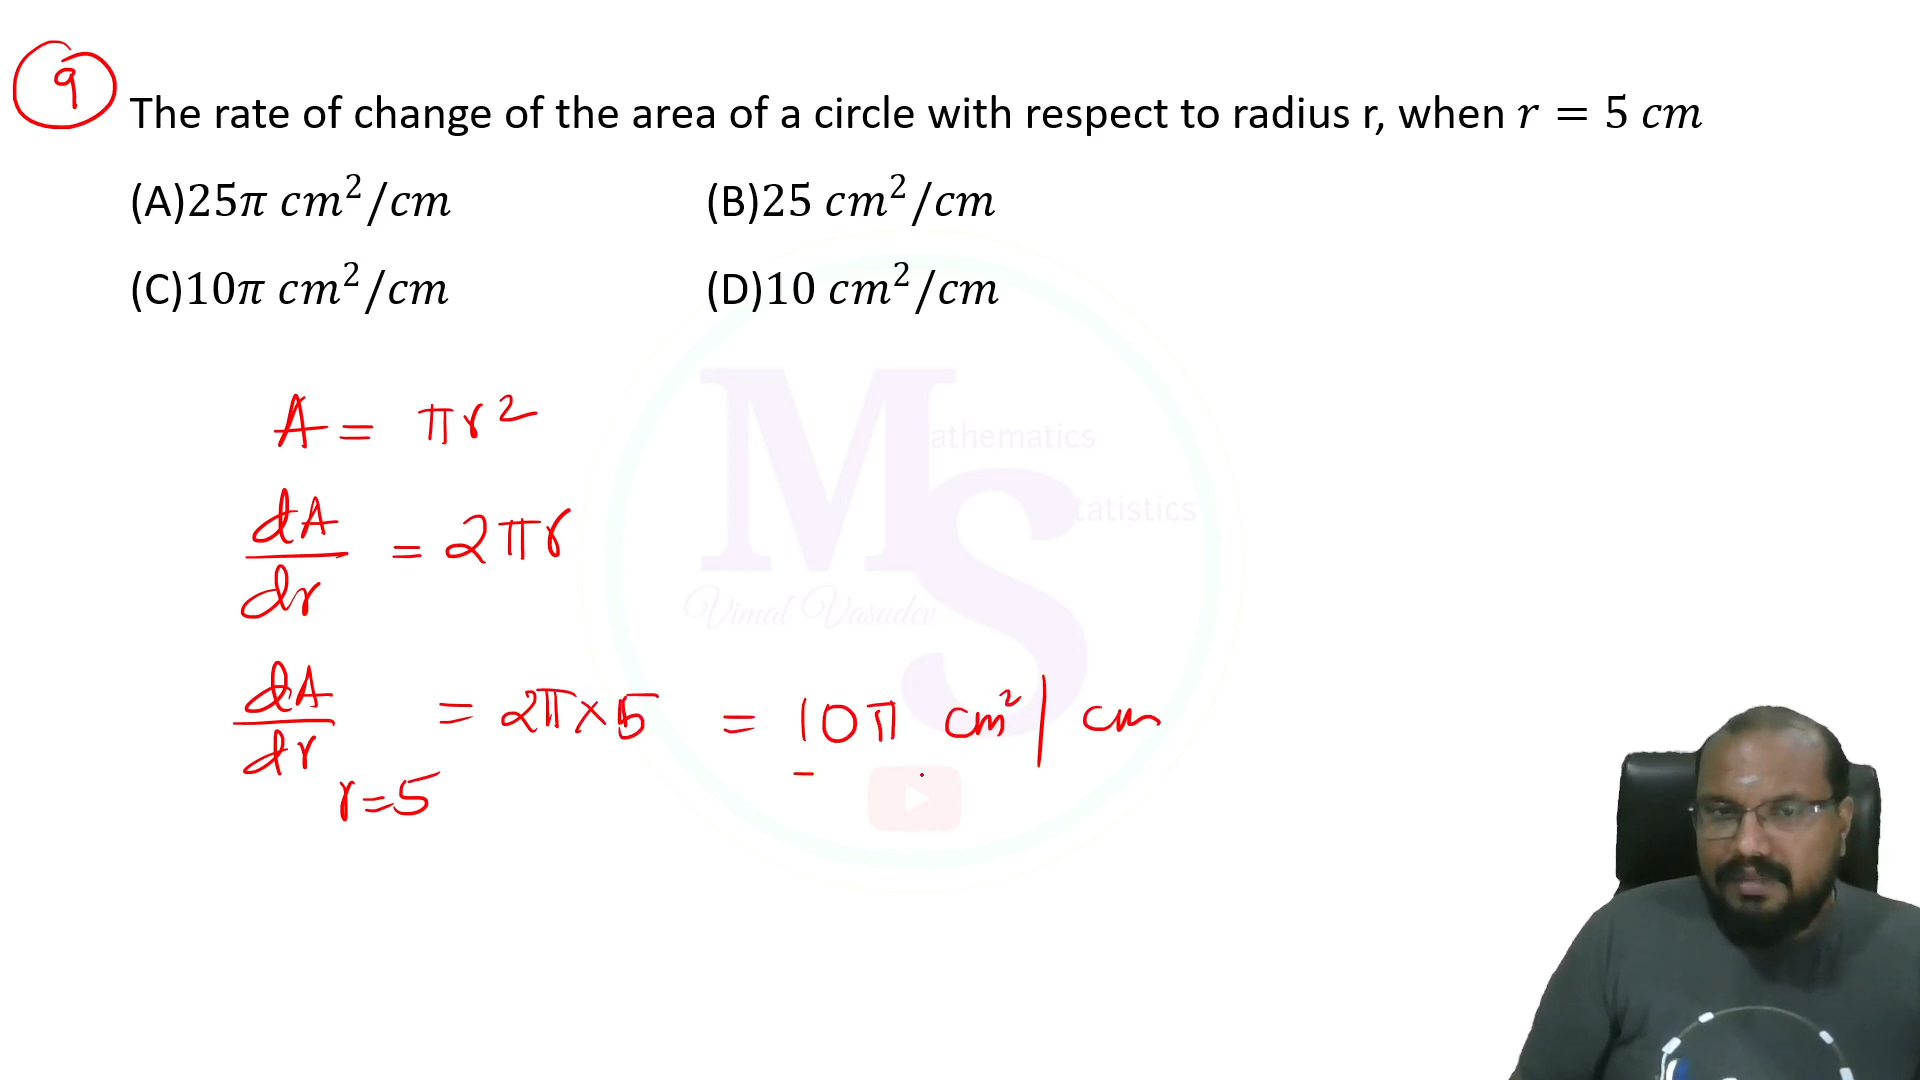 9
The rate of change of the area of a circle with respect to radius r, when r = 5 cm
(A)25π cm²/cm (B)25 cm²/cm
(C)10π cm²/cm (D)10 cm²/cm
A = πr²
dA/dr = 2πr
dA/dr r=5 = 2π×5 = 10π cm²| cm
Mathematics
Statistics
Vimal Vasudev